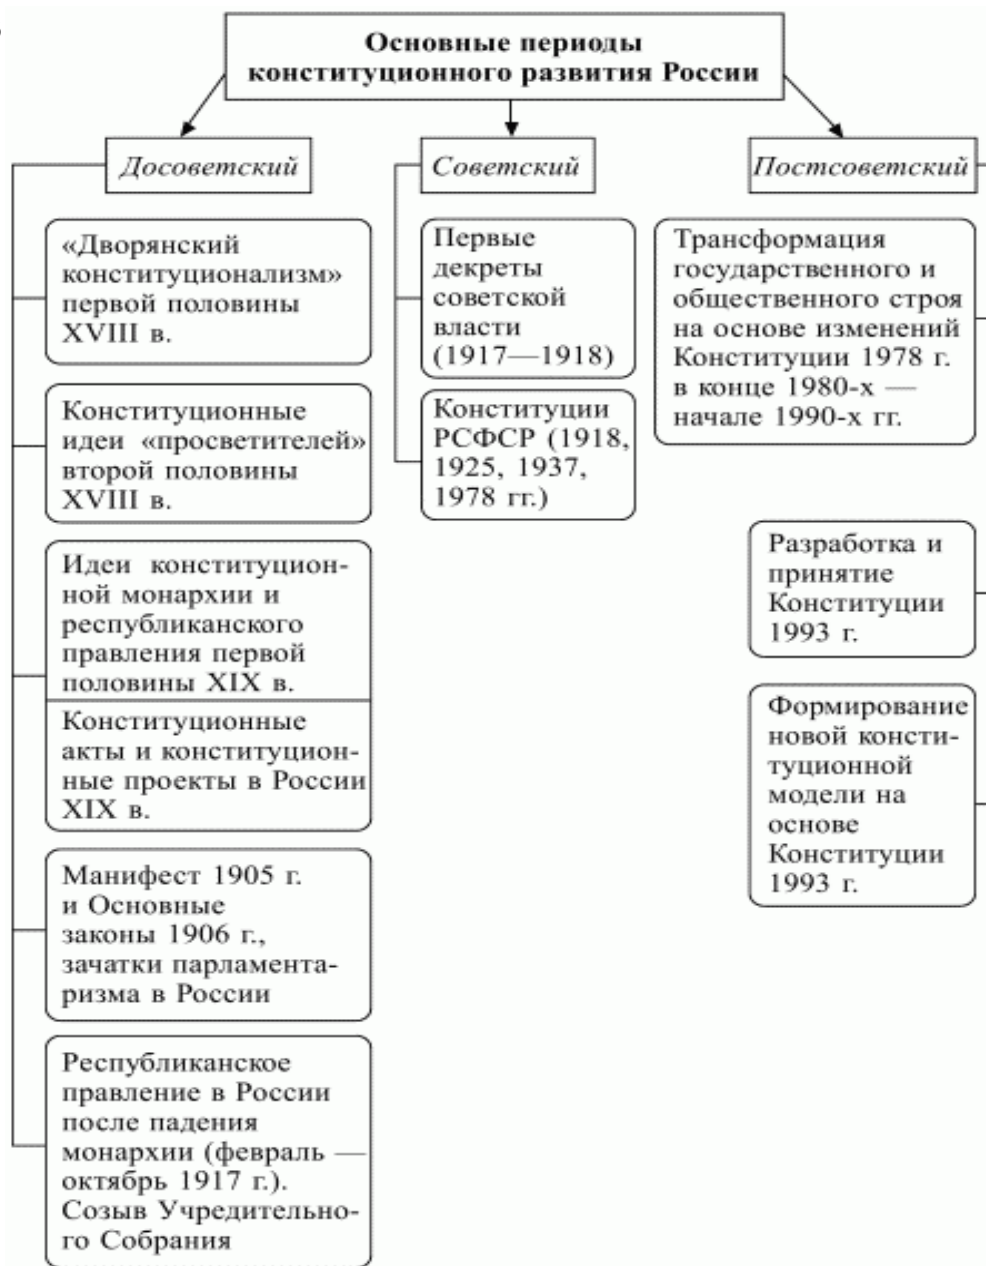 Основные периоды
конституционного развития России
Досоветский
«Дворянский
конституционализм»
первой половины
XVIII в.
Конституционные
идеи «просветителей»
второй половины
XVIII в.
Идеи конституцион-
ной монархии и
республиканского
правления первой
половины XIX в.
Конституционные
акты и конституцион-
ные проекты в России
XIX в.
Манифест 1905 г.
и Основные
законы 1906 г.,
зачатки парламента-
ризма в России
Республиканское
правление в России
после падения
монархии (февраль —
октябрь 1917 г.).
Созыв Учредительно-
го Собрания
Советский
Первые
декреты
советской
власти
(1917—1918)
Конституции
РСФСР (1918,
1925, 1937,
1978 гг.)
Постсоветский
Трансформация
государственного и
общественного строя
на основе изменений
Конституции 1978 г.
в конце 1980-х —
начале 1990-х гг.
Разработка и
принятие
Конституции
1993 г.
Формирование
новой консти-
туционной
модели на
основе
Конституции
1993 г.